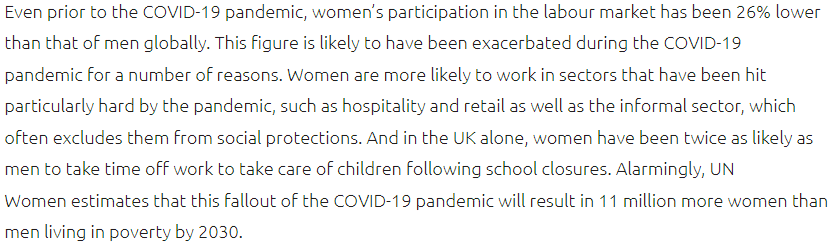 Even prior to the COVID-19 pandemic, women’s participation in the labour market has been 26% lower
than that of men globally. This figure is likely to have been exacerbated during the COVID-19
pandemic for a number of reasons. Women are more likely to work in sectors that have been hit
particularly hard by the pandemic, such as hospitality and retail as well as the informal sector, which
often excludes them from social protections. And in the UK alone, women have been twice as likely as
men to take time off work to take care of children following school closures. Alarmingly, UN
Women estimates that this fallout of the COVID-19 pandemic will result in 11 million more women than
men living in poverty by 2030.